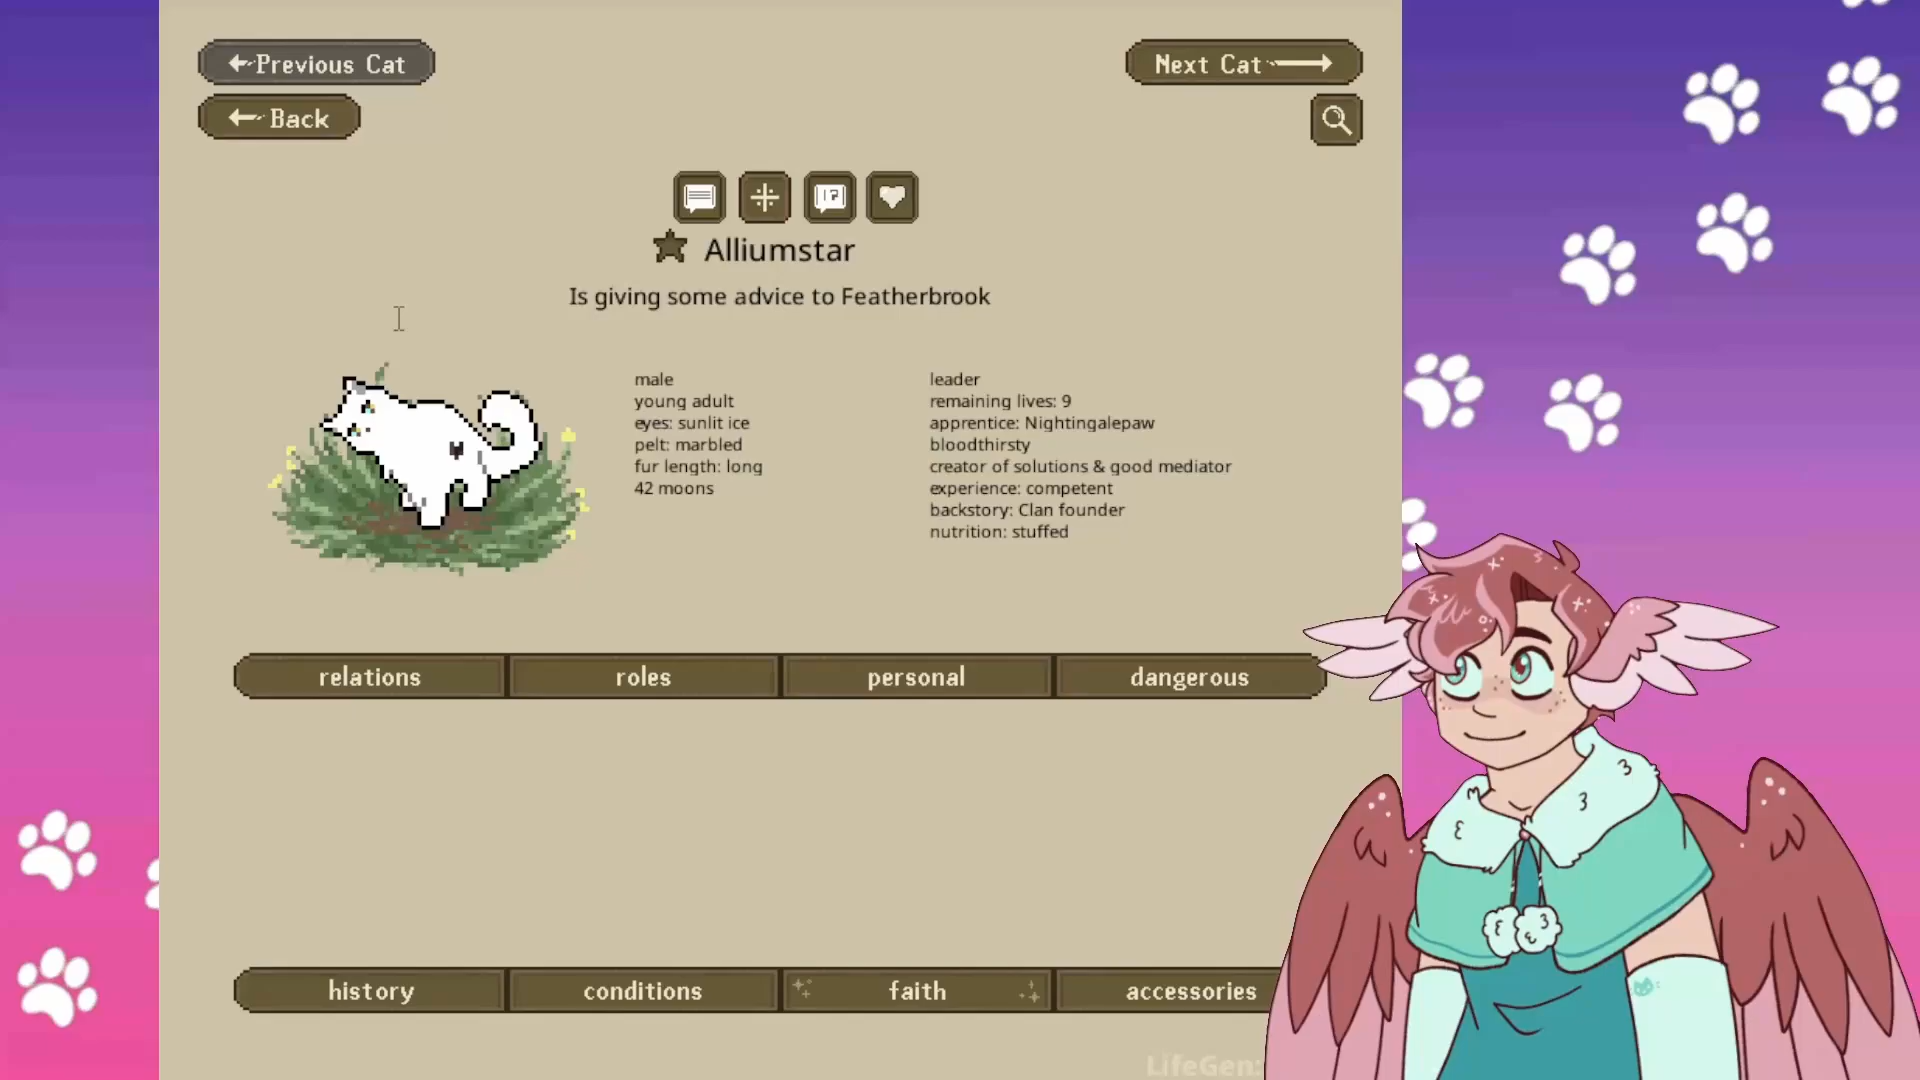 Previous Cat
Next Cat
Back
Alliumstar
Is giving some advice to Featherbrook
male
young adult
eyes: sunlit ice
pelt: marbled
fur length: long
42 moons
leader
remaining lives: 9
apprentice: Nightingalepaw
bloodthirsty
creator of solutions & good mediator
experience: competent
backstory: Clan founder
nutrition: stuffed
relations
roles
personal
dangerous
history
conditions
faith
accessories
LifeGen: